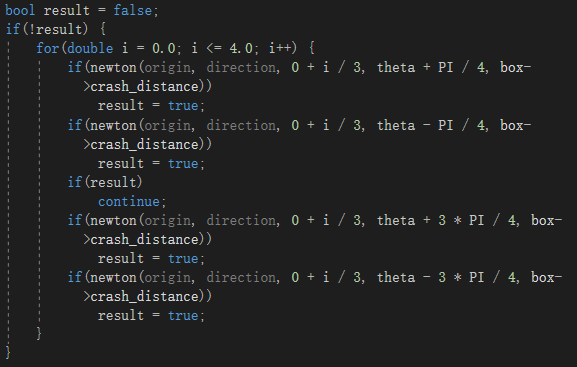 bool result = false;
if(!result) {
for(double i = 0.0; i <= 4.0; i++) {
if(newton(origin, direction, 0 + i / 3, theta + PI / 4, box-
>crash_distance))
result = true;
if(newton(origin, direction, 0 + i / 3, theta - PI / 4, box-
>crash_distance))
result = true;
if(result)
continue;
if(newton(origin, direction, 0 + i / 3, theta + 3 * PI / 4, box-
>crash_distance))
result = true;
if(newton(origin, direction, 0 + i / 3, theta - 3 * PI / 4, box-
>crash_distance))
result = true;
}
}